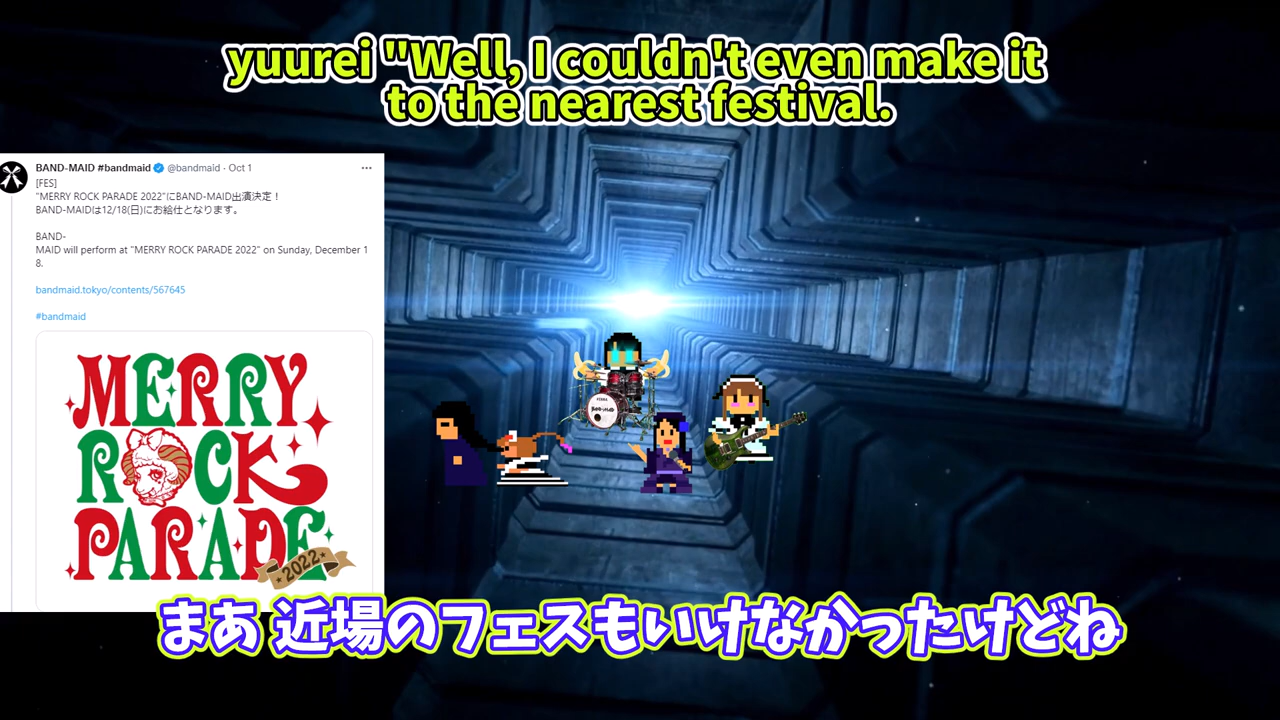 yuurei "Well, I couldn't even make it
to the nearest festival.
BAND-MAID #bandmaid @bandmaid · Oct 1
[FES]
"MERRY ROCK PARADE 2022"にBAND-MAID出演決定！
BAND-MAIDは12/18(日)にお給仕となります。
BAND-
MAID will perform at "MERRY ROCK PARADE 2022" on Sunday, December 1
8.
bandmaid.tokyo/contents/567645
#bandmaid
MERRY
ROCK
PARADE
2022
まあ 近場のフェスもいけなかったけどね